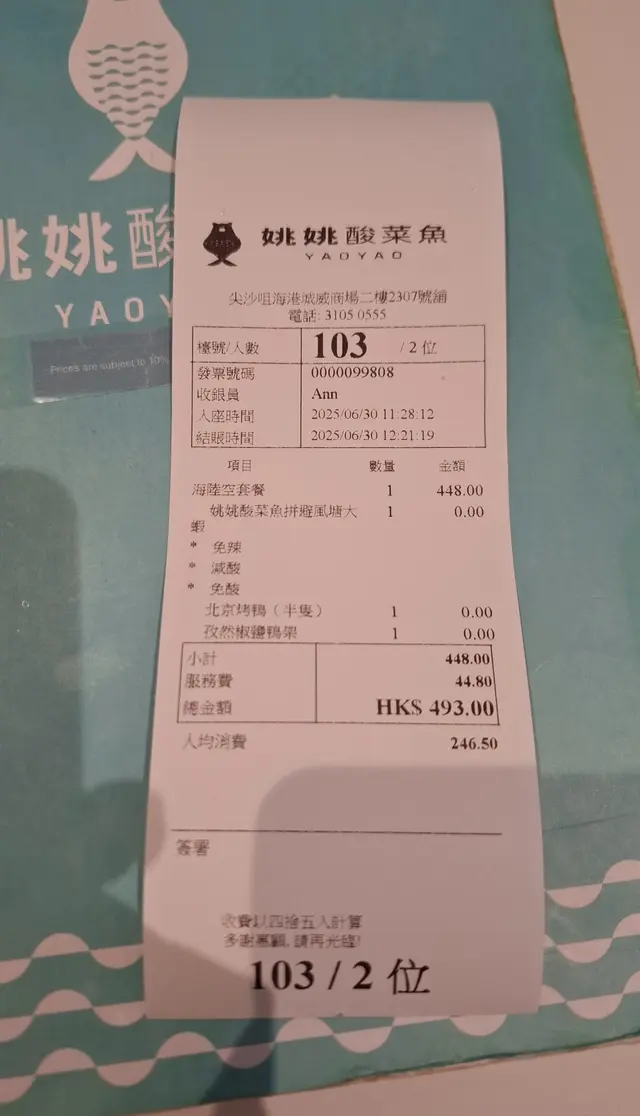 姚姚酸
YAOY
Prices are subject to 10%
姚姚酸菜魚
YAOYAO
尖沙咀海港城威商場二樓2307號舖
電話: 3105 0555
檯號/人數 103 / 2 位
發票號碼 0000099808
收銀員 Ann
入座時間 2025/06/30 11:28:12
結賬時間 2025/06/30 12:21:19
項目 數量 金額
海陸空套餐 1 448.00
姚姚酸菜魚拼避風塘大 1 0.00
蝦
* 免辣
* 減酸
* 免酸
北京烤鴨（半隻） 1 0.00
孜然椒鹽鴨架 1 0.00
小計 448.00
服務費 44.80
總金額 HK$ 493.00
人均消費 246.50
簽署
收費以四捨五入計算
多謝惠顧, 請再光臨!
103 / 2 位